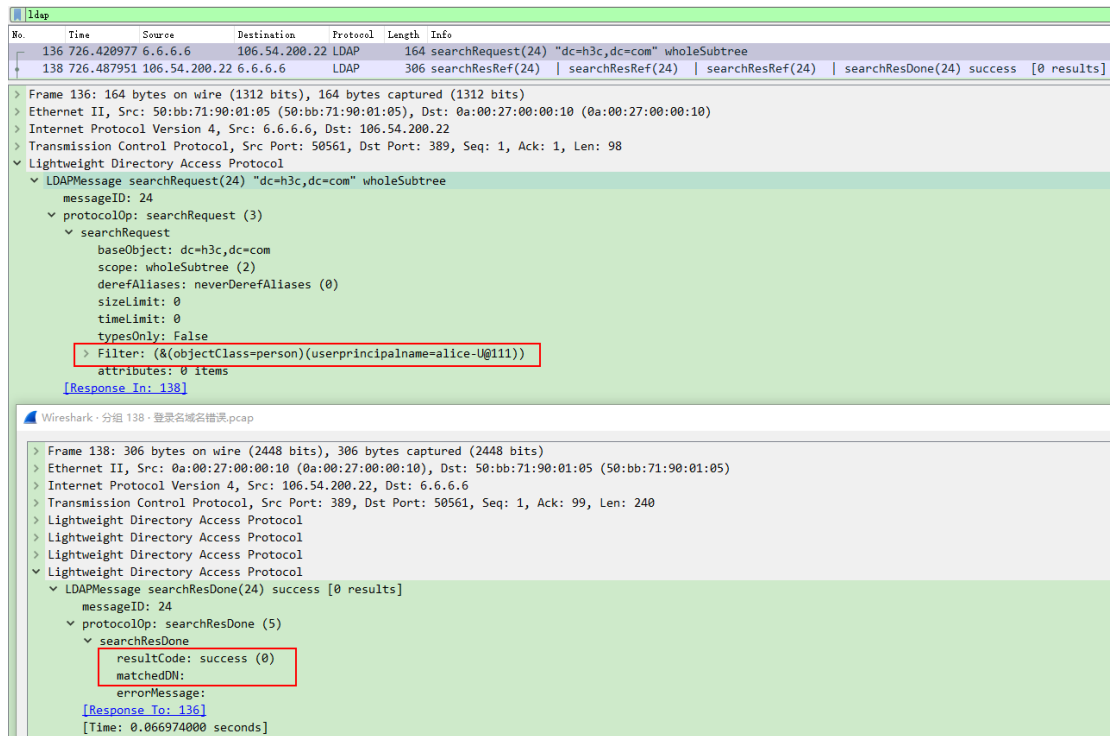 ldap
No. Time Source Destination Protocol Length Info
136 726.420977 6.6.6.6 106.54.200.22 LDAP 164 searchRequest(24) "dc=h3c,dc=com" wholeSubtree
138 726.487951 106.54.200.22 6.6.6.6 LDAP 306 searchResRef(24) | searchResRef(24) | searchResRef(24) | searchResDone(24) success [0 results]
> Frame 136: 164 bytes on wire (1312 bits), 164 bytes captured (1312 bits)
> Ethernet II, Src: 50:bb:71:90:01:05 (50:bb:71:90:01:05), Dst: 0a:00:27:00:00:10 (0a:00:27:00:00:10)
> Internet Protocol Version 4, Src: 6.6.6.6, Dst: 106.54.200.22
> Transmission Control Protocol, Src Port: 50561, Dst Port: 389, Seq: 1, Ack: 1, Len: 98
Lightweight Directory Access Protocol
LDAPMessage searchRequest(24) "dc=h3c,dc=com" wholeSubtree
messageID: 24
protocolOp: searchRequest (3)
searchRequest
baseObject: dc=h3c,dc=com
scope: wholeSubtree (2)
derefAliases: neverDerefAliases (0)
sizeLimit: 0
timeLimit: 0
typesOnly: False
> Filter: (&(objectClass=person)(userprincipalname=alice-U@111))
attributes: 0 items
[Response In: 138]
Wireshark · 分组 138 · 登录名域名错误.pcap
> Frame 138: 306 bytes on wire (2448 bits), 306 bytes captured (2448 bits)
> Ethernet II, Src: 0a:00:27:00:00:10 (0a:00:27:00:00:10), Dst: 50:bb:71:90:01:05 (50:bb:71:90:01:05)
> Internet Protocol Version 4, Src: 106.54.200.22, Dst: 6.6.6.6
> Transmission Control Protocol, Src Port: 389, Dst Port: 50561, Seq: 1, Ack: 99, Len: 240
> Lightweight Directory Access Protocol
> Lightweight Directory Access Protocol
> Lightweight Directory Access Protocol
Lightweight Directory Access Protocol
LDAPMessage searchResDone(24) success [0 results]
messageID: 24
protocolOp: searchResDone (5)
searchResDone
resultCode: success (0)
matchedDN:
errorMessage:
[Response To: 136]
[Time: 0.066974000 seconds]